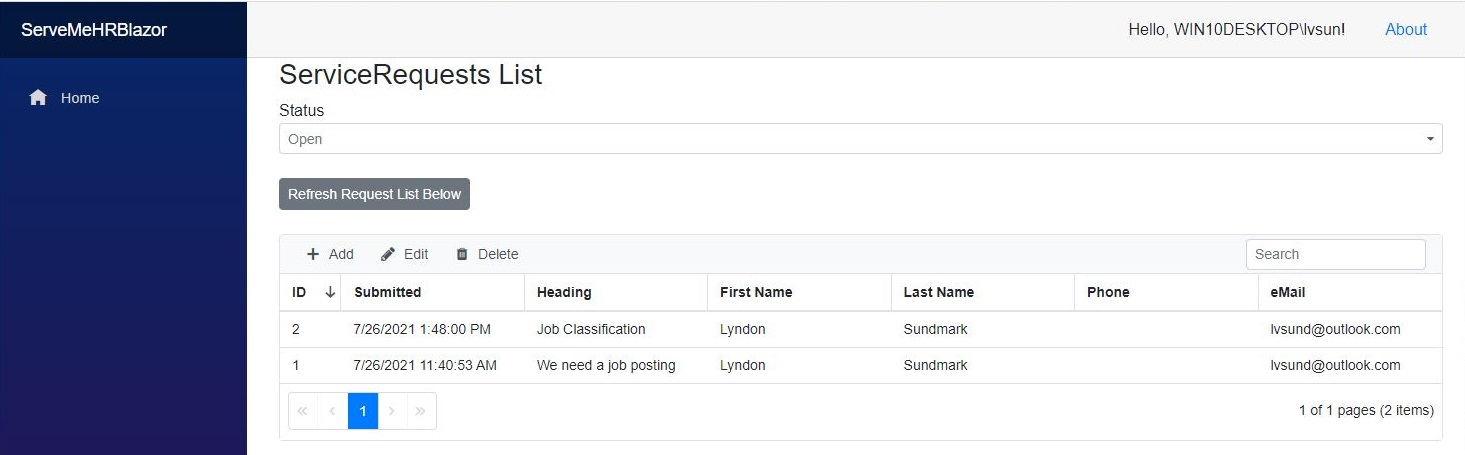 ServeMeHRBlazor
Hello, WIN10DESKTOP\lvsun! About
Home
ServiceRequests List
Status
Open
Refresh Request List Below
Add Edit Delete Search
ID Submitted Heading First Name Last Name Phone eMail
2 7/26/2021 1:48:00 PM Job Classification Lyndon Sundmark lvsund@outlook.com
1 7/26/2021 11:40:53 AM We need a job posting Lyndon Sundmark lvsund@outlook.com
« ‹ 1 › » 1 of 1 pages (2 items)